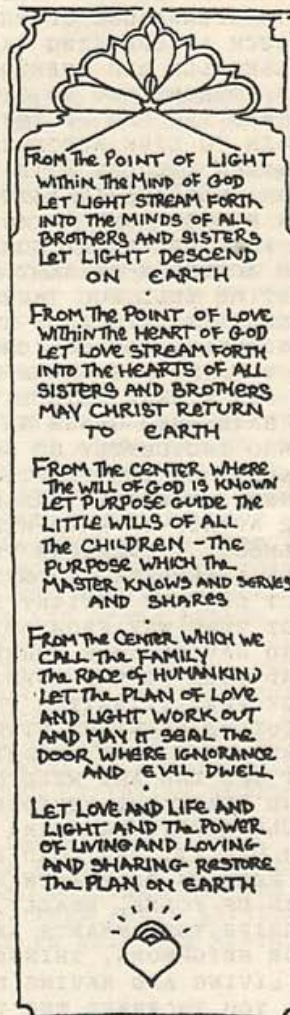 FROM The POINT OF LIGHT
WITHIN The MIND OF GOD
LET LIGHT STREAM FORTH
INTO THE MINDS OF ALL
BROTHERS AND SISTERS
LET LIGHT DESCEND
ON EARTH
FROM The POINT OF LOVE
WITHIN The HEART OF GOD
LET LOVE STREAM FORTH
INTO The HEARTS OF ALL
SISTERS AND BROTHERS
MAY CHRIST RETURN
TO EARTH
FROM The CENTER WHERE
The WILL OF GOD IS KNOWN
LET PURPOSE GUIDE The
LITTLE WILLS OF ALL
The CHILDREN - The
PURPOSE WHICH The
MASTER KNOWS AND SERVES
AND SHARES
FROM The CENTER WHICH WE
CALL The FAMILY
The RACE OF HUMANKIND
LET The PLAN OF LOVE
AND LIGHT WORK OUT
AND MAY IT SEAL The
DOOR WHERE IGNORANCE
AND EVIL DWELL
LET LOVE AND LIFE AND
LIGHT AND The POWER
OF LIVING AND LOVING
AND SHARING RESTORE
The PLAN ON EARTH